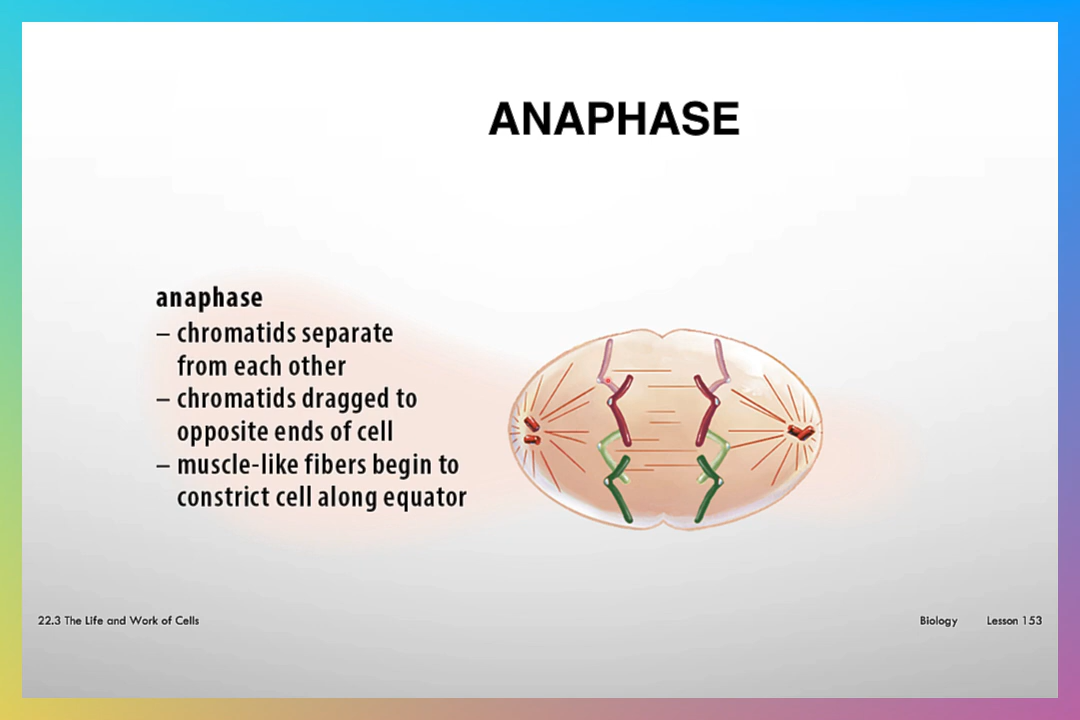 ANAPHASE
anaphase
– chromatids separate
from each other
– chromatids dragged to
opposite ends of cell
– muscle-like fibers begin to
constrict cell along equator
22.3 The Life and Work of Cells
Biology Lesson 153